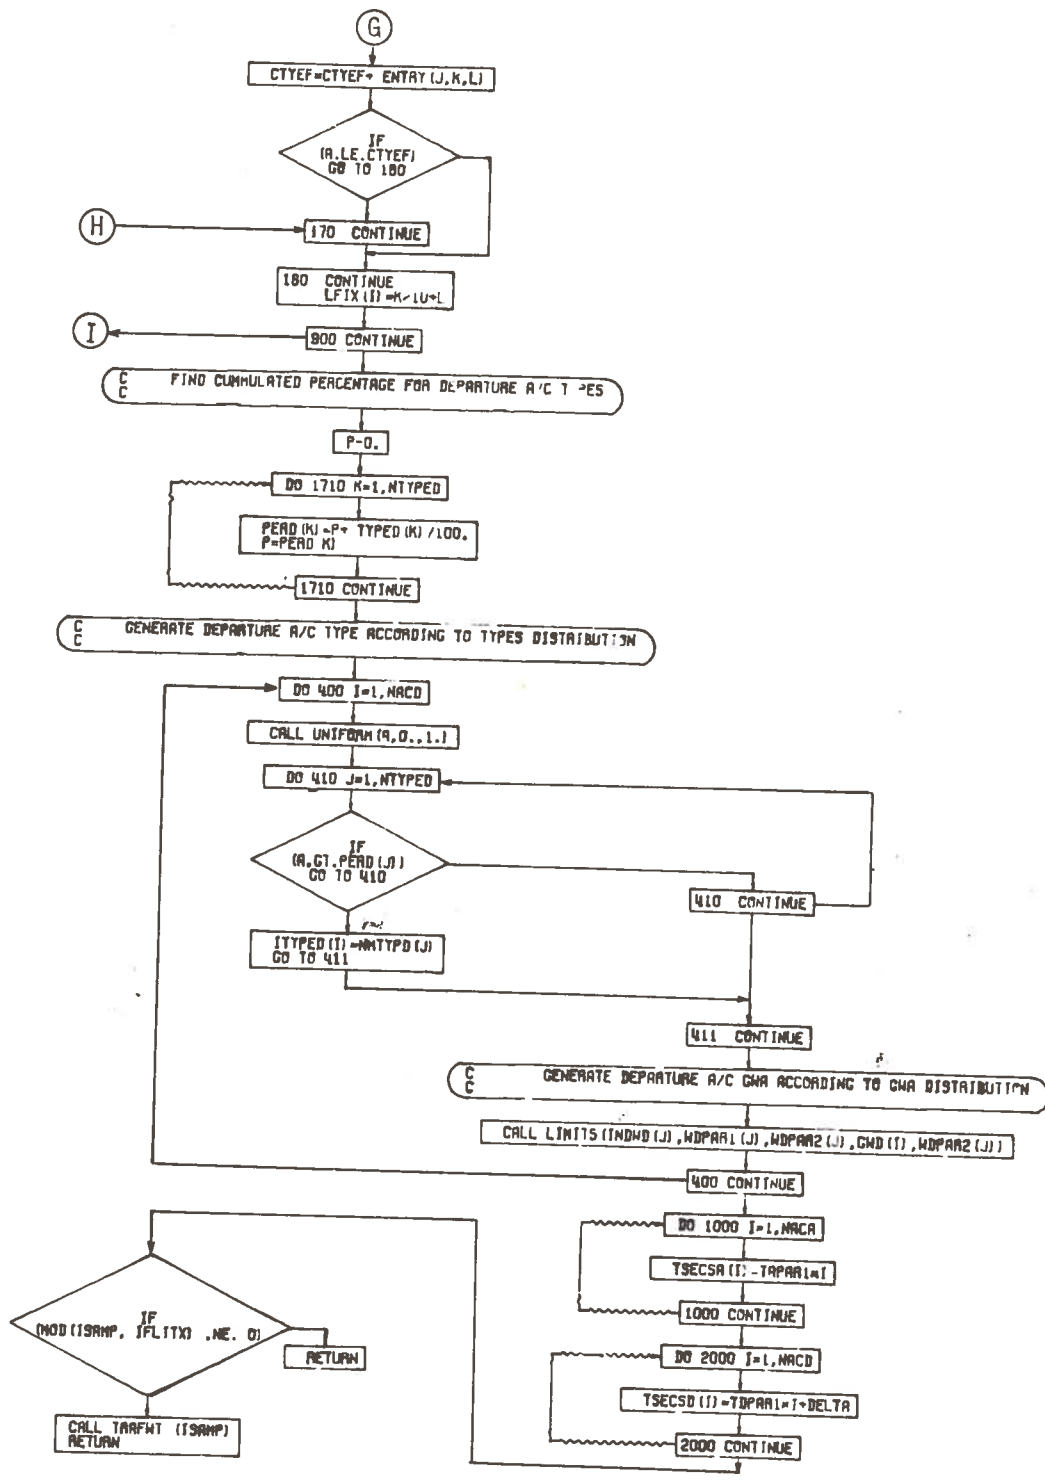 G
CTYEF=CTYEF+ ENTRY(J,K,L)
IF
(A.LE.CTYEF)
GO TO 180
H
170 CONTINUE
180 CONTINUE
LFIX(I)=K*10+L
I
900 CONTINUE
C FIND CUMMULATED PERCENTAGE FOR DEPARTURE A/C T PES
C
P=0.
DO 1710 K=1,NTYPED
PERD(K)=P+ TYPED(K)/100.
P=PERD K)
1710 CONTINUE
C GENERATE DEPARTURE A/C TYPE ACCORDING TO TYPES DISTRIBUTION
C
DO 400 I=1,NACD
CALL UNIFORM(A,0.,1.)
DO 410 J=1,NTYPED
IF
(A.GT.PERD(J))
GO TO 410
410 CONTINUE
ITYPED(I)=NMTYPD(J)
GO TO 411
411 CONTINUE
C GENERATE DEPARTURE A/C GWA ACCORDING TO GWA DISTRIBUTION
C
CALL LIMITS(INDWD(J),WDPAR1(J),WDPAR2(J),GWD(I),WDPAR2(J))
400 CONTINUE
DO 1000 I=1,NACA
TSECSA(I)=TAPAR1*I
1000 CONTINUE
IF
(MOD(ISAMP, IFLITX) .NE. 0)
RETURN
DO 2000 I=1,NACD
TSECSD(I)=TDPAR1*I+DELTA
CALL TRAFWT (ISAMP)
RETURN
2000 CONTINUE